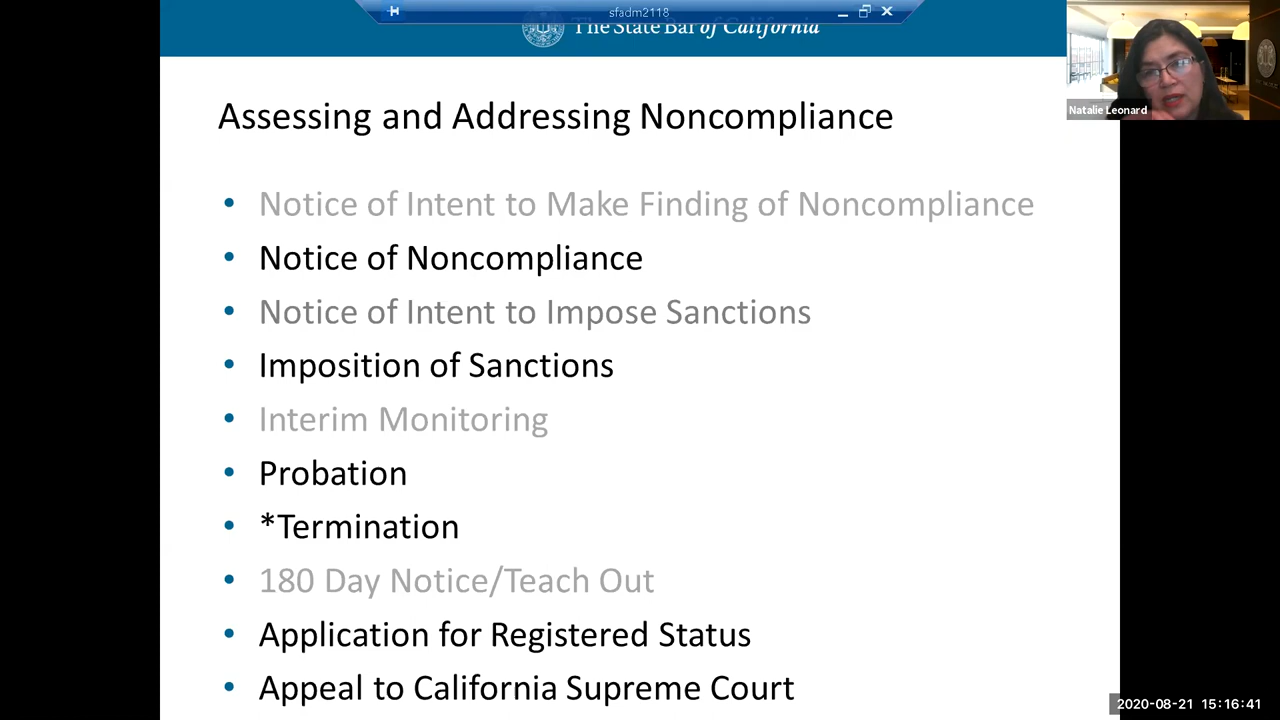 sfadm2118
The State Bar of California
Natalie Leonard
Assessing and Addressing Noncompliance
• Notice of Intent to Make Finding of Noncompliance
• Notice of Noncompliance
• Notice of Intent to Impose Sanctions
• Imposition of Sanctions
• Interim Monitoring
• Probation
• *Termination
• 180 Day Notice/Teach Out
• Application for Registered Status
• Appeal to California Supreme Court
2020-08-21 15:16:41